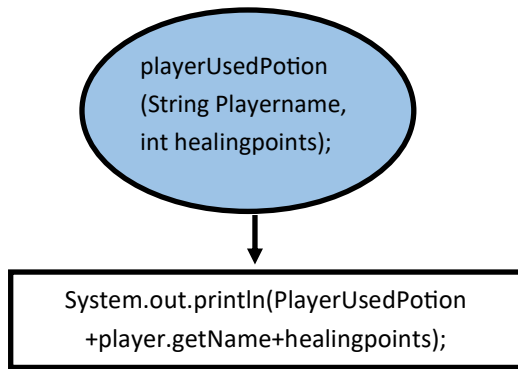 playerUsedPotion
(String Playername,
int healingpoints);
System.out.println(PlayerUsedPotion
+player.getName+healingpoints);